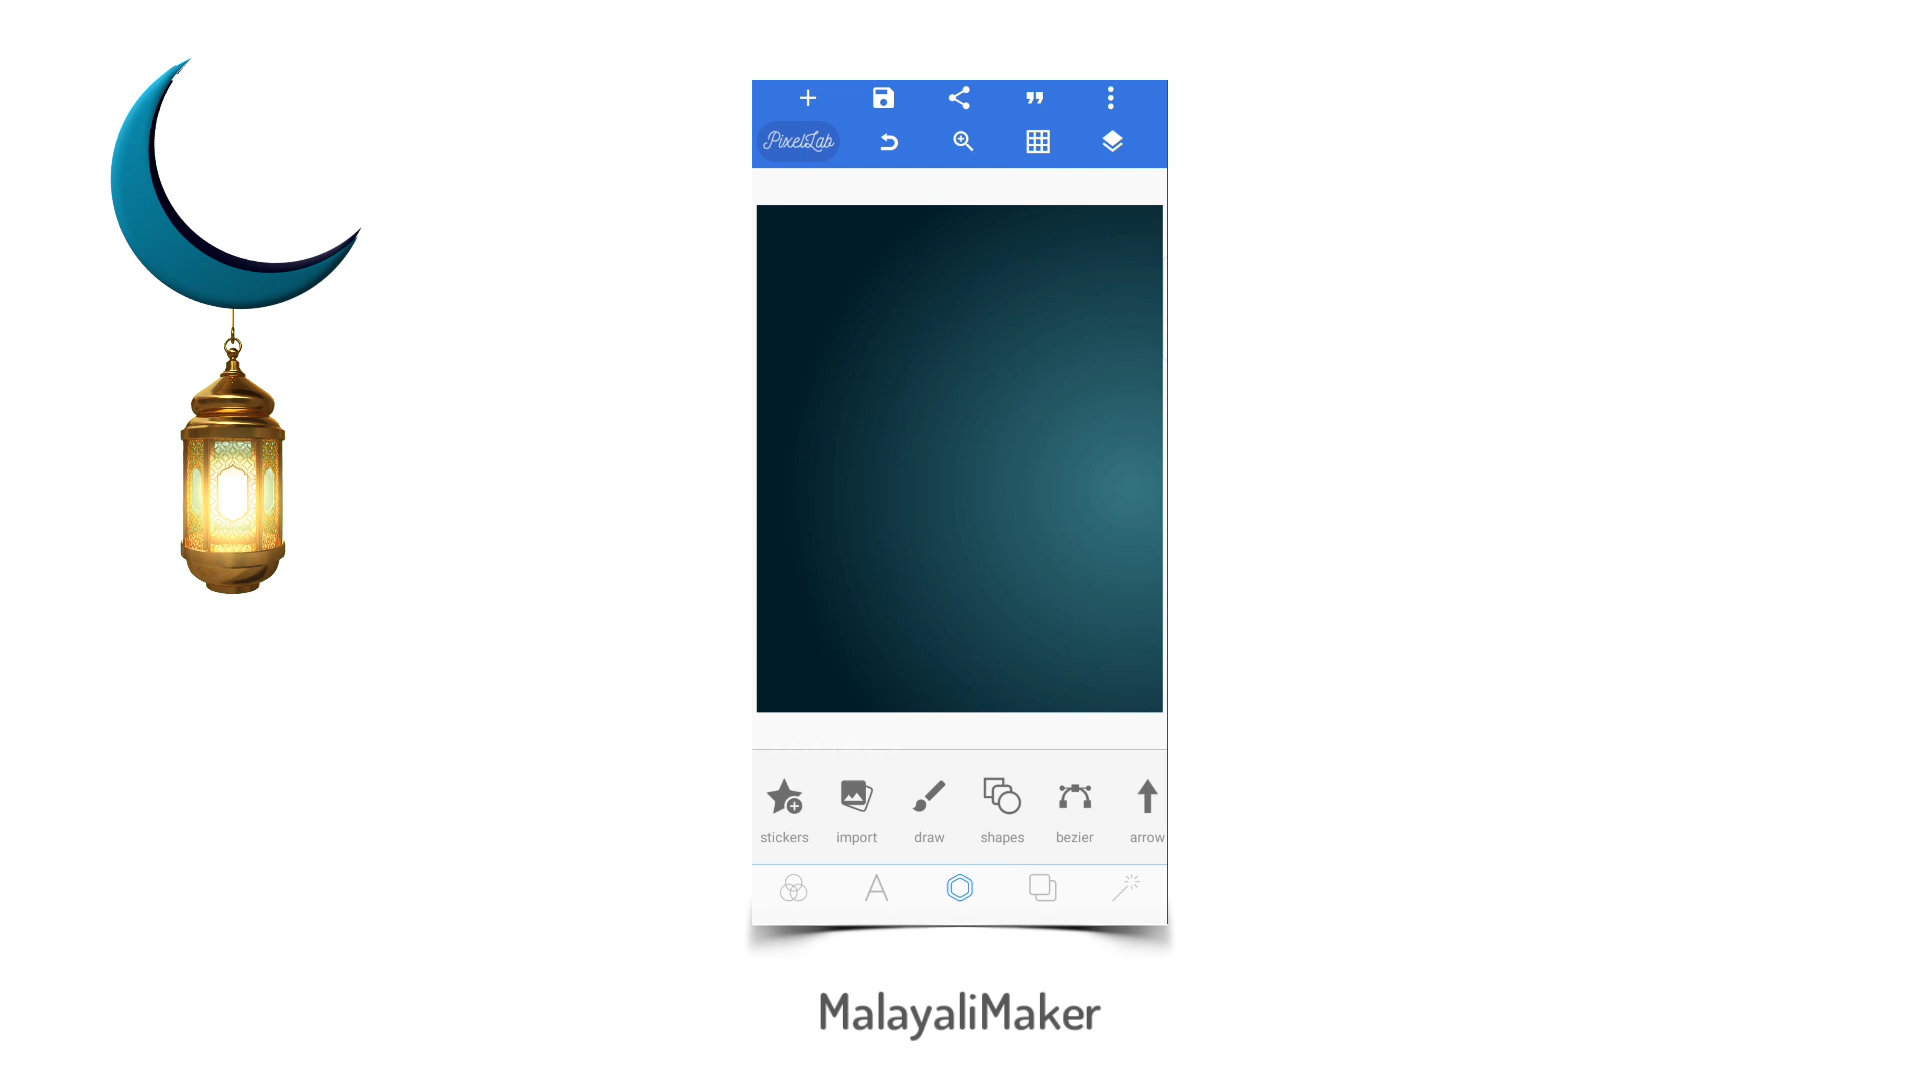 PixelLab
stickers import draw shapes bezier arrow
MalayaliMaker